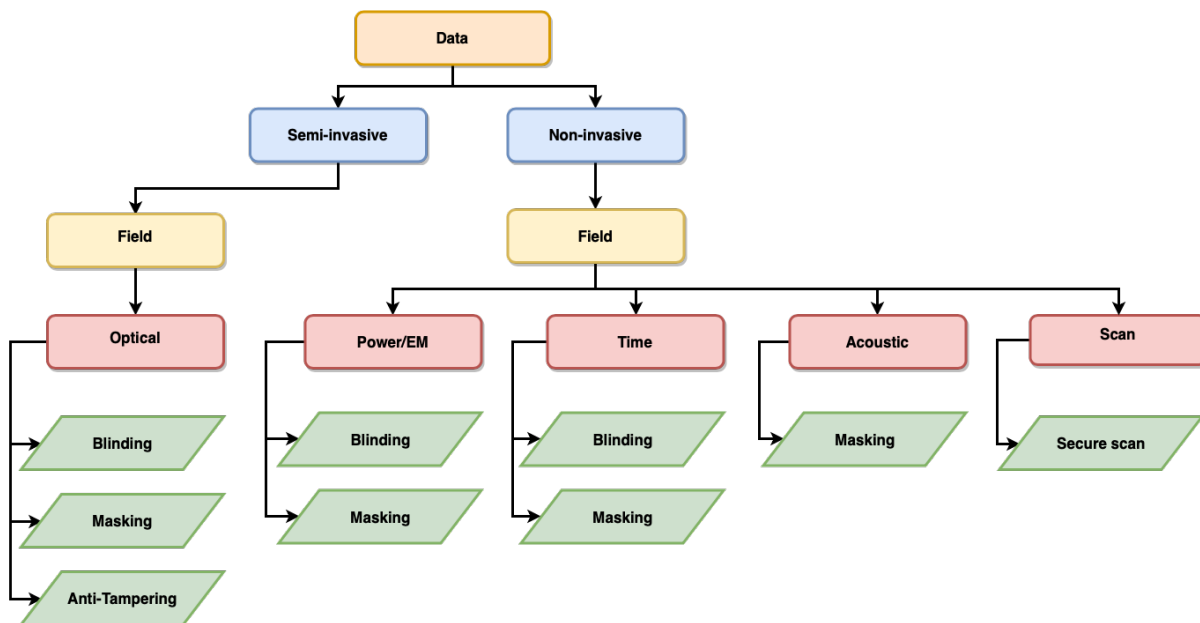 Data
Semi-invasive
Non-invasive
Field
Field
Optical
Power/EM
Time
Acoustic
Scan
Blinding
Blinding
Blinding
Masking
Secure scan
Masking
Masking
Masking
Anti-Tampering